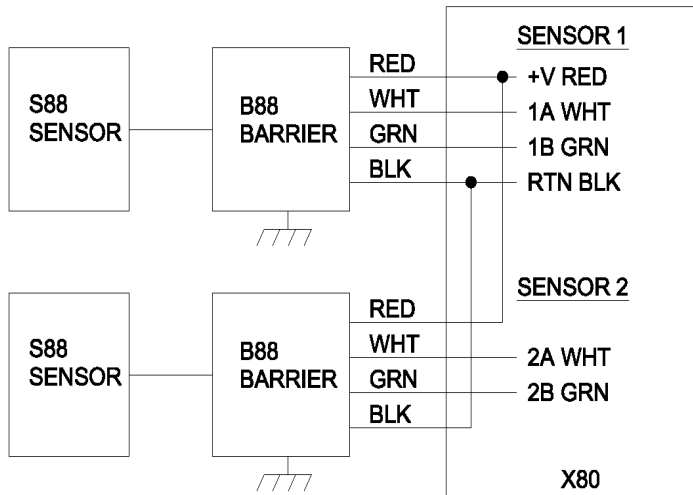 SENSOR 1
RED
+V RED
S88
SENSOR
B88
BARRIER
WHT
1A WHT
GRN
1B GRN
BLK
RTN BLK
SENSOR 2
RED
S88
SENSOR
B88
BARRIER
WHT
2A WHT
GRN
2B GRN
BLK
X80